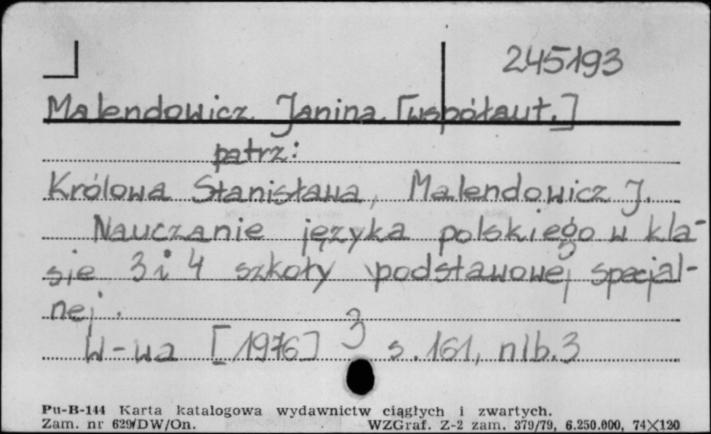 245193
Malendowicz Janina [współaut.]
patrz:
Królowa Stanisława, Malendowicz J.
Nauczanie języka polskiego w kla-
sie 3 i 4 szkoły podstawowej specjal-
nej.
W-wa [1976] s. 161, nlb. 3
Pu-B-144 Karta katalogowa wydawnictw ciągłych i zwartych.
Zam. nr 629/DW/On. WZGraf. Z-2 zam. 379/79, 6.250.000, 74×120